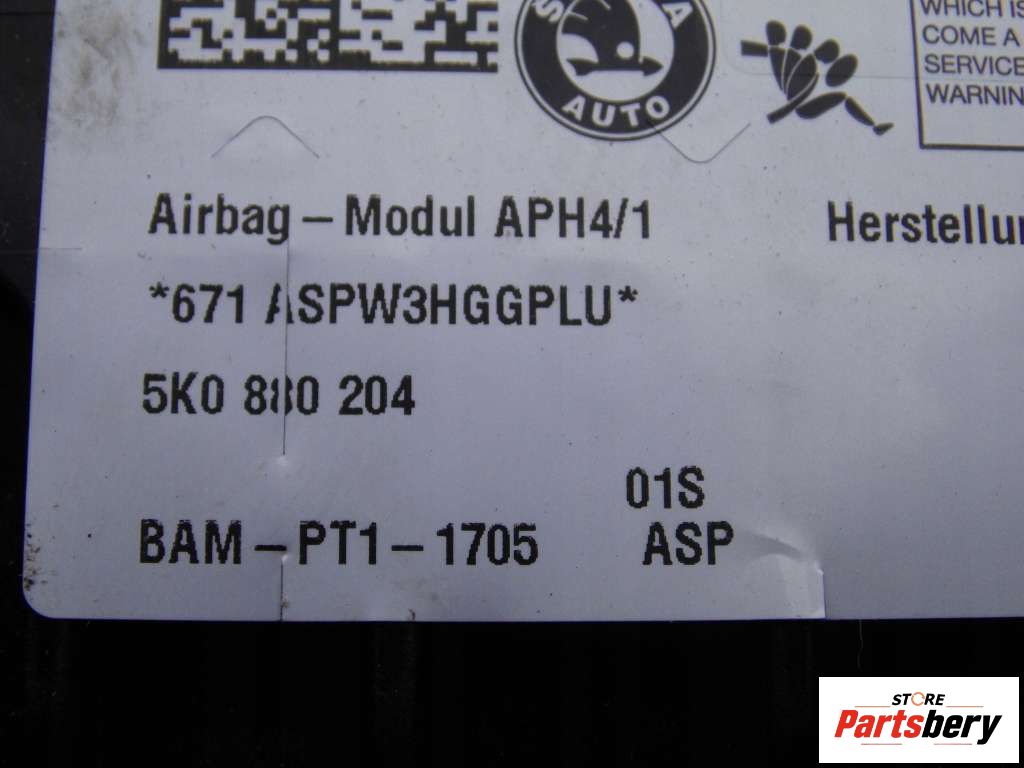 WHICH IS
COME A
SERVICE
WARNIN
AUTO
Airbag – Modul APH4/1
Herstellun
*671 ASPW3HGGPLU*
5K0 880 204
01S
BAM – PT1 – 1705 ASP
STORE
Partsbery